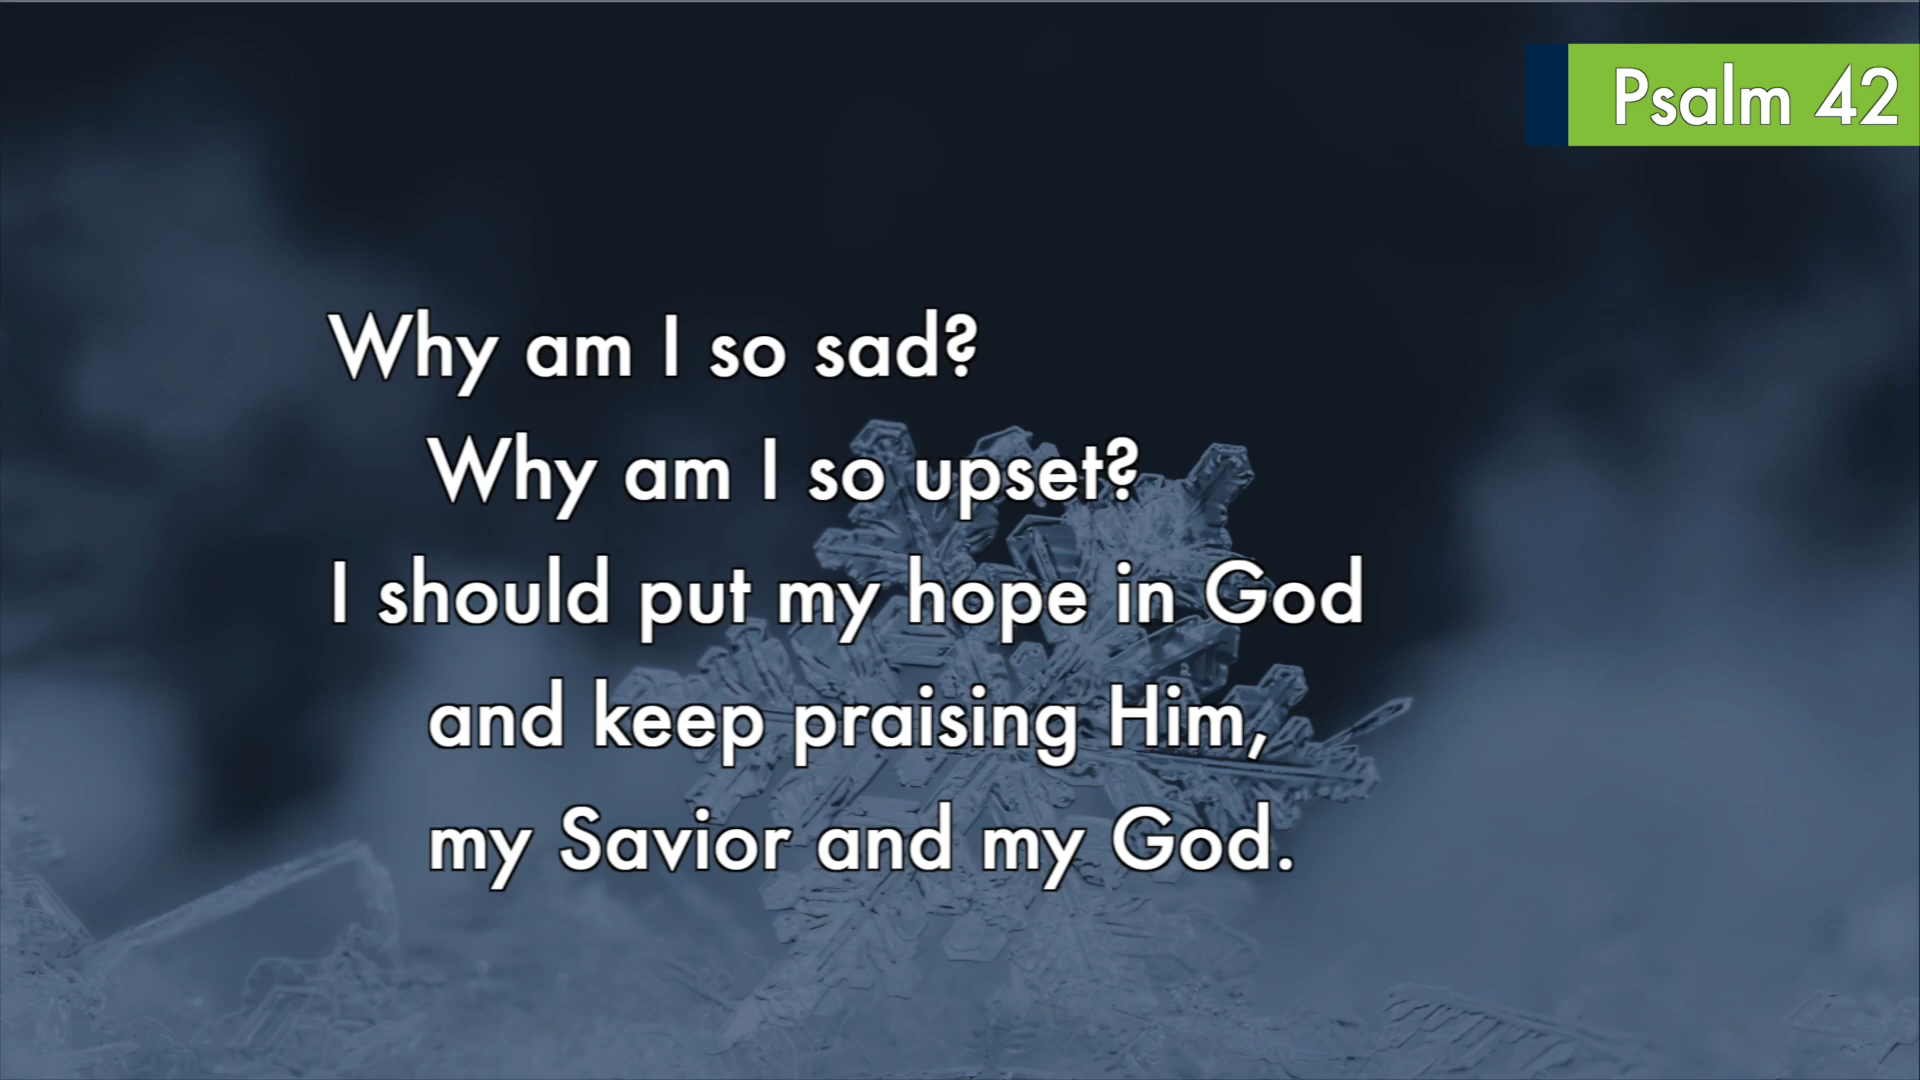 Psalm 42
Why am I so sad?
Why am I so upset?
I should put my hope in God
and keep praising Him,
my Savior and my God.